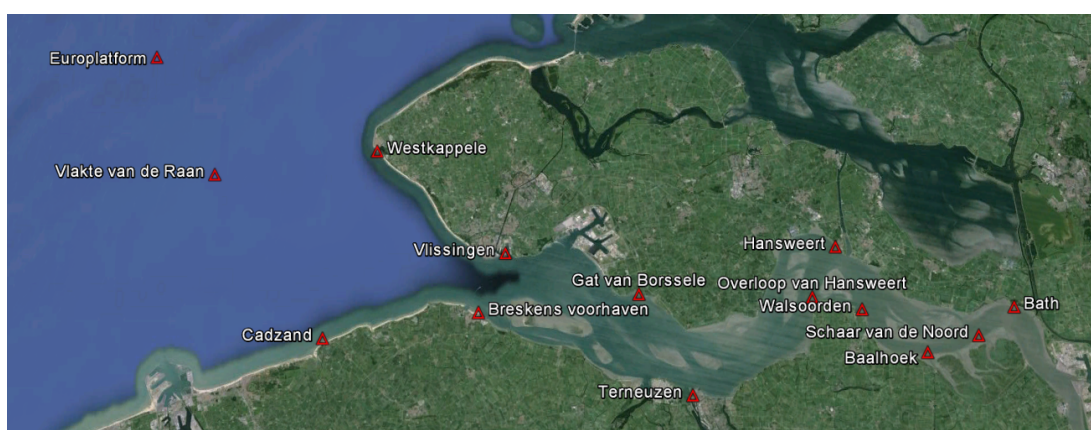 Europlatform
Westkappele
Vlakte van de Raan
Hansweert
Vlissingen
Gat van Borssele
Overloop van Hansweert
Walsoorden
Bath
Breskens voorhaven
Schaar van de Noord
Cadzand
Baalhoek
Terneuzen